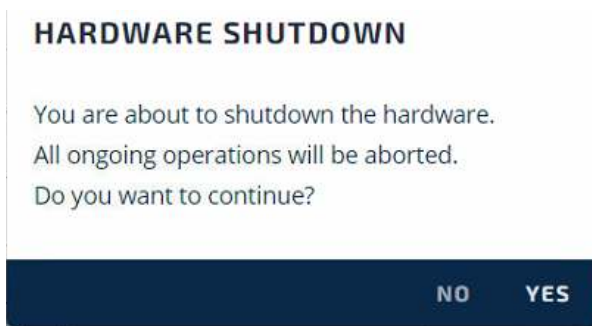 HARDWARE SHUTDOWN
You are about to shutdown the hardware.
All ongoing operations will be aborted.
Do you want to continue?
NO YES